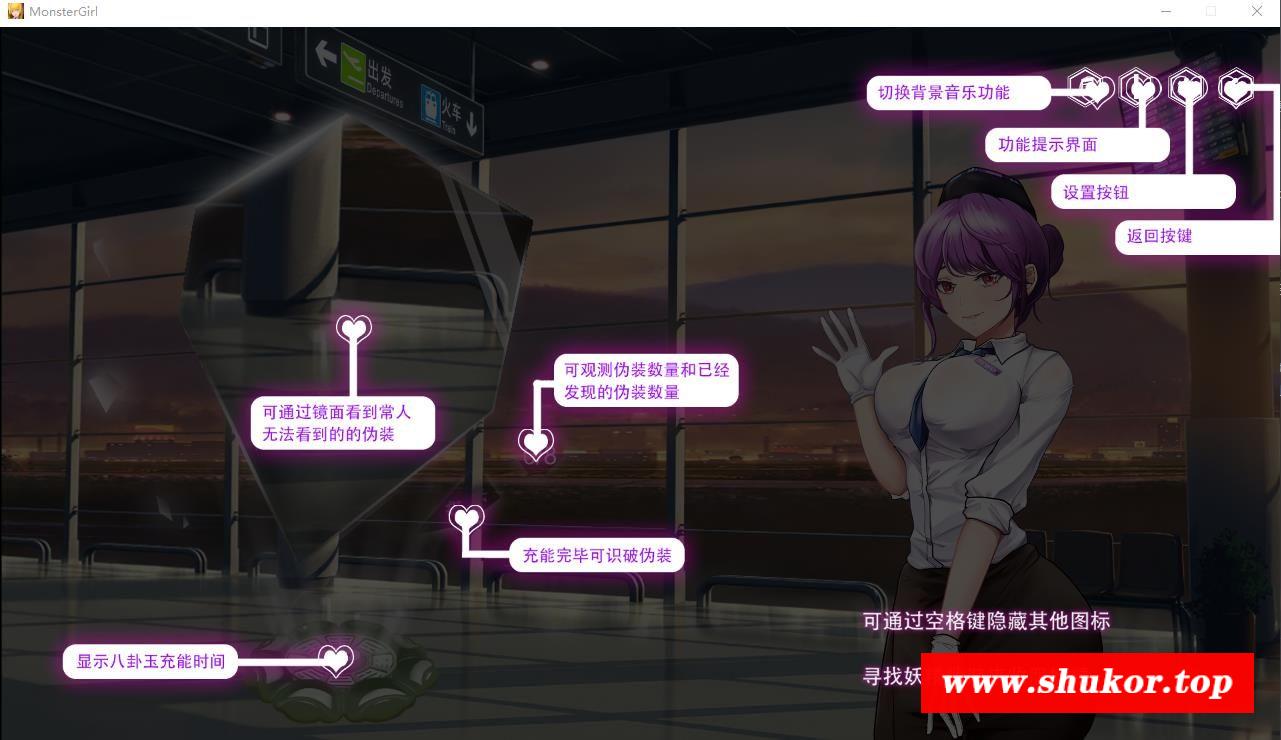 MonsterGirl
出发
Departures
火车
Train
切换背景音乐功能
功能提示界面
设置按钮
返回按键
可观测伪装数量和已经
发现的伪装数量
可通过镜面看到常人
无法看到的的伪装
充能完毕可识破伪装
可通过空格键隐藏其他图标
显示八卦玉充能时间
寻找妖
www.shukor.top